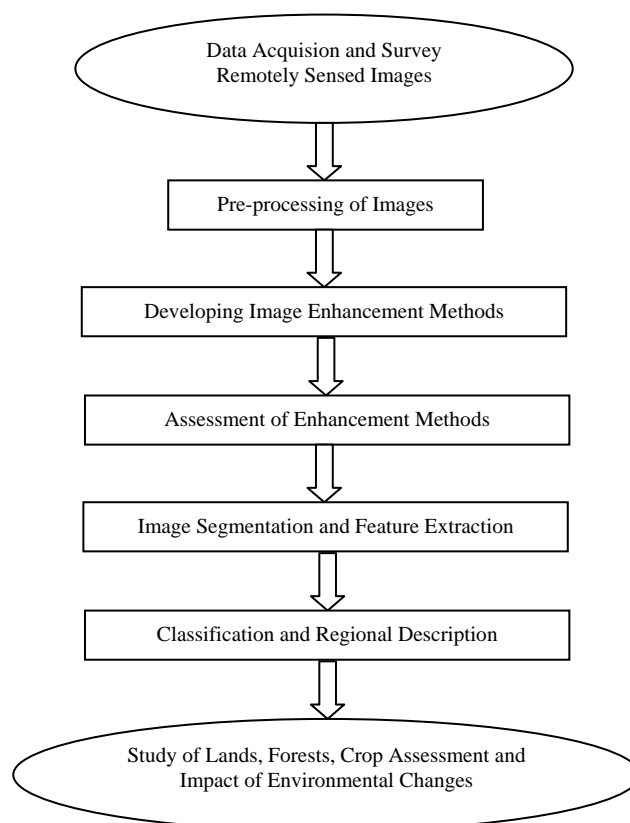 Data Acquision and Survey
Remotely Sensed Images
Pre-processing of Images
Developing Image Enhancement Methods
Assessment of Enhancement Methods
Image Segmentation and Feature Extraction
Classification and Regional Description
Study of Lands, Forests, Crop Assessment and
Impact of Environmental Changes